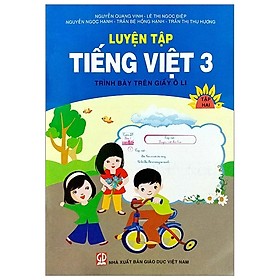 NGUYỄN QUANG VINH - LÊ THỊ NGỌC ĐIỆP
NGUYỄN NGỌC HẠNH - TRẦN BÊ HỒNG HẠNH - TRẦN THỊ THU HƯƠNG
LUYỆN TẬP
TIẾNG VIỆT 3
TRÌNH BÀY TRÊN GIẤY Ô LI
TẬP
HAI
NHÀ XUẤT BẢN GIÁO DỤC VIỆT NAM